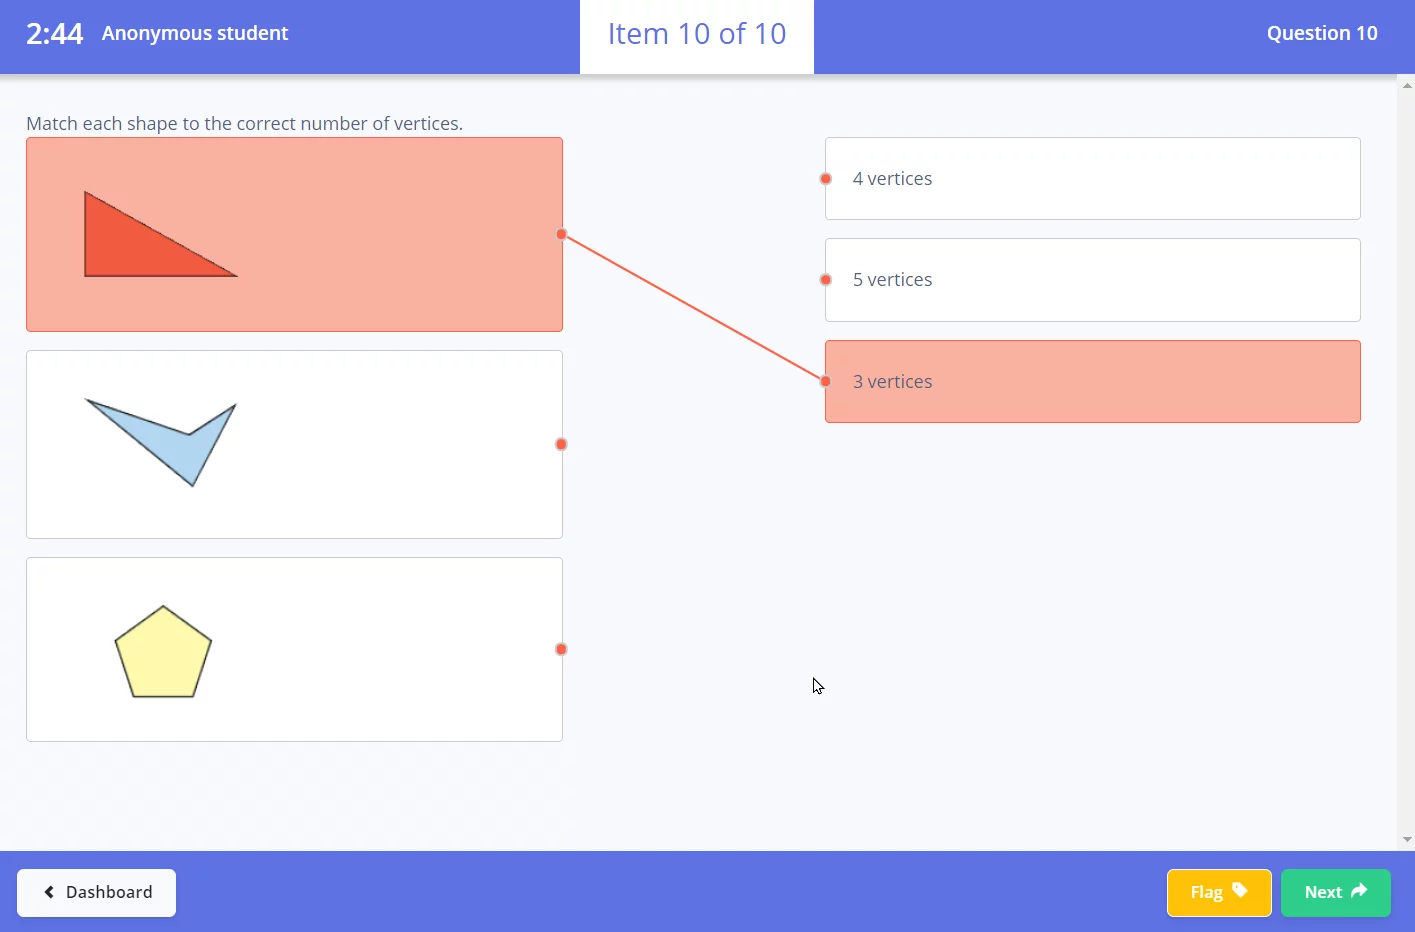 2:44 Anonymous student
Item 10 of 10
Question 10
Match each shape to the correct number of vertices.
4 vertices
5 vertices
3 vertices
Dashboard
Flag
Next